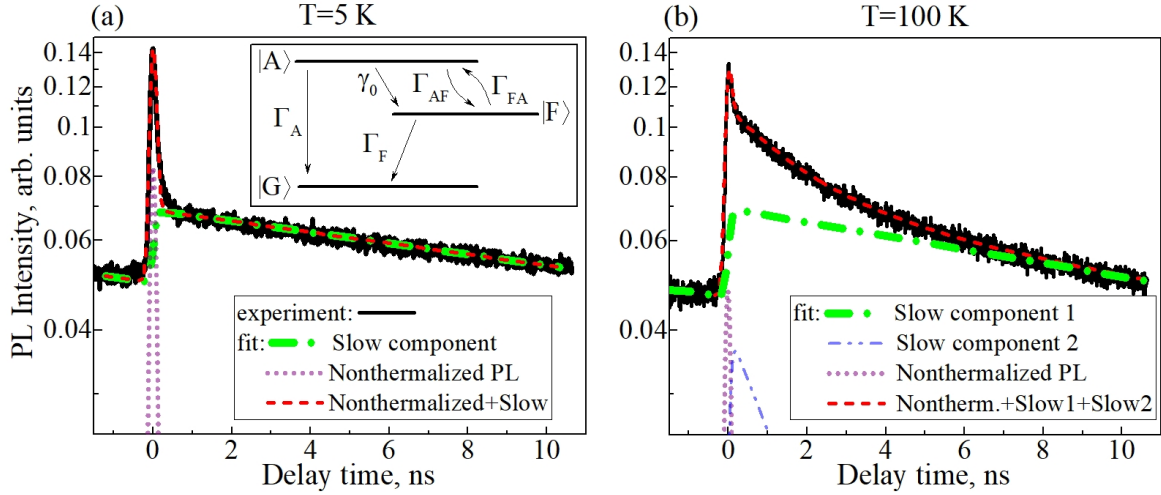 (a)
T=5 K
PL Intensity, arb. units
0.14
0.12
0.1
0.08
0.06
0.04
|A⟩
γ0
ΓAF
ΓFA
|F⟩
ΓA
ΓF
|G⟩
experiment:
fit: Slow component
Nonthermalized PL
Nonthermalized+Slow
0 2 4 6 8 10
Delay time, ns
(b)
T=100 K
0.14
0.12
0.1
0.08
0.06
0.04
fit: Slow component 1
Slow component 2
Nonthermalized PL
Nontherm.+Slow1+Slow2
0 2 4 6 8 10
Delay time, ns